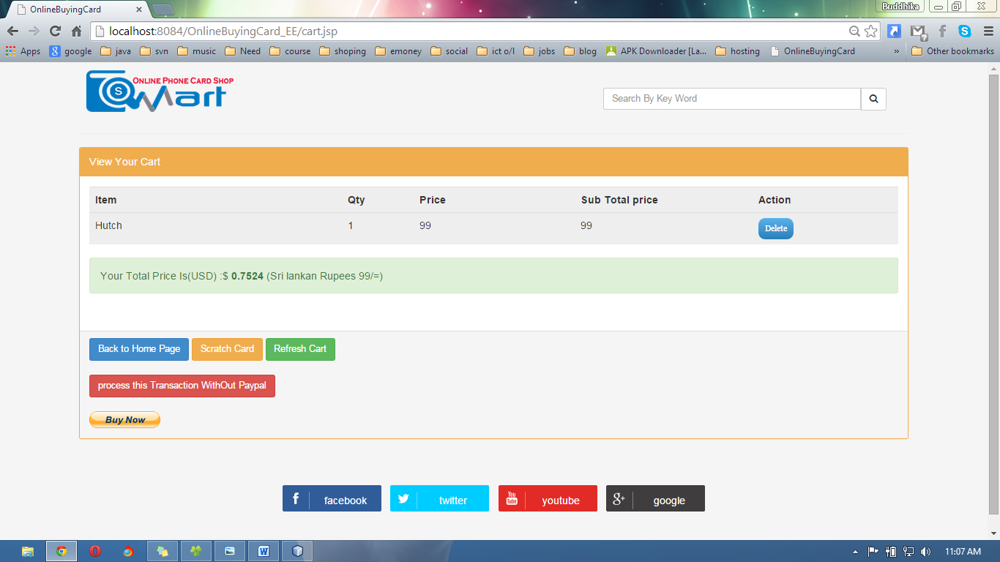 OnlineBuyingCard
Buddhika
localhost:8084/OnlineBuyingCard_EE/cart.jsp
Apps google java svn music Need course shoping emoney social ict o/l jobs blog APK Downloader [La... hosting OnlineBuyingCard » Other bookmarks
ONLINE PHONE CARD SHOP
S
Mart
Search By Key Word
View Your Cart
Item Qty Price Sub Total price Action
Hutch 1 99 99 Delete
Your Total Price Is(USD) :$ 0.7524 (Sri lankan Rupees 99/=)
Back to Home Page Scratch Card Refresh Cart
process this Transaction WithOut Paypal
Buy Now
f facebook twitter You Tube youtube g+ google
11:07 AM